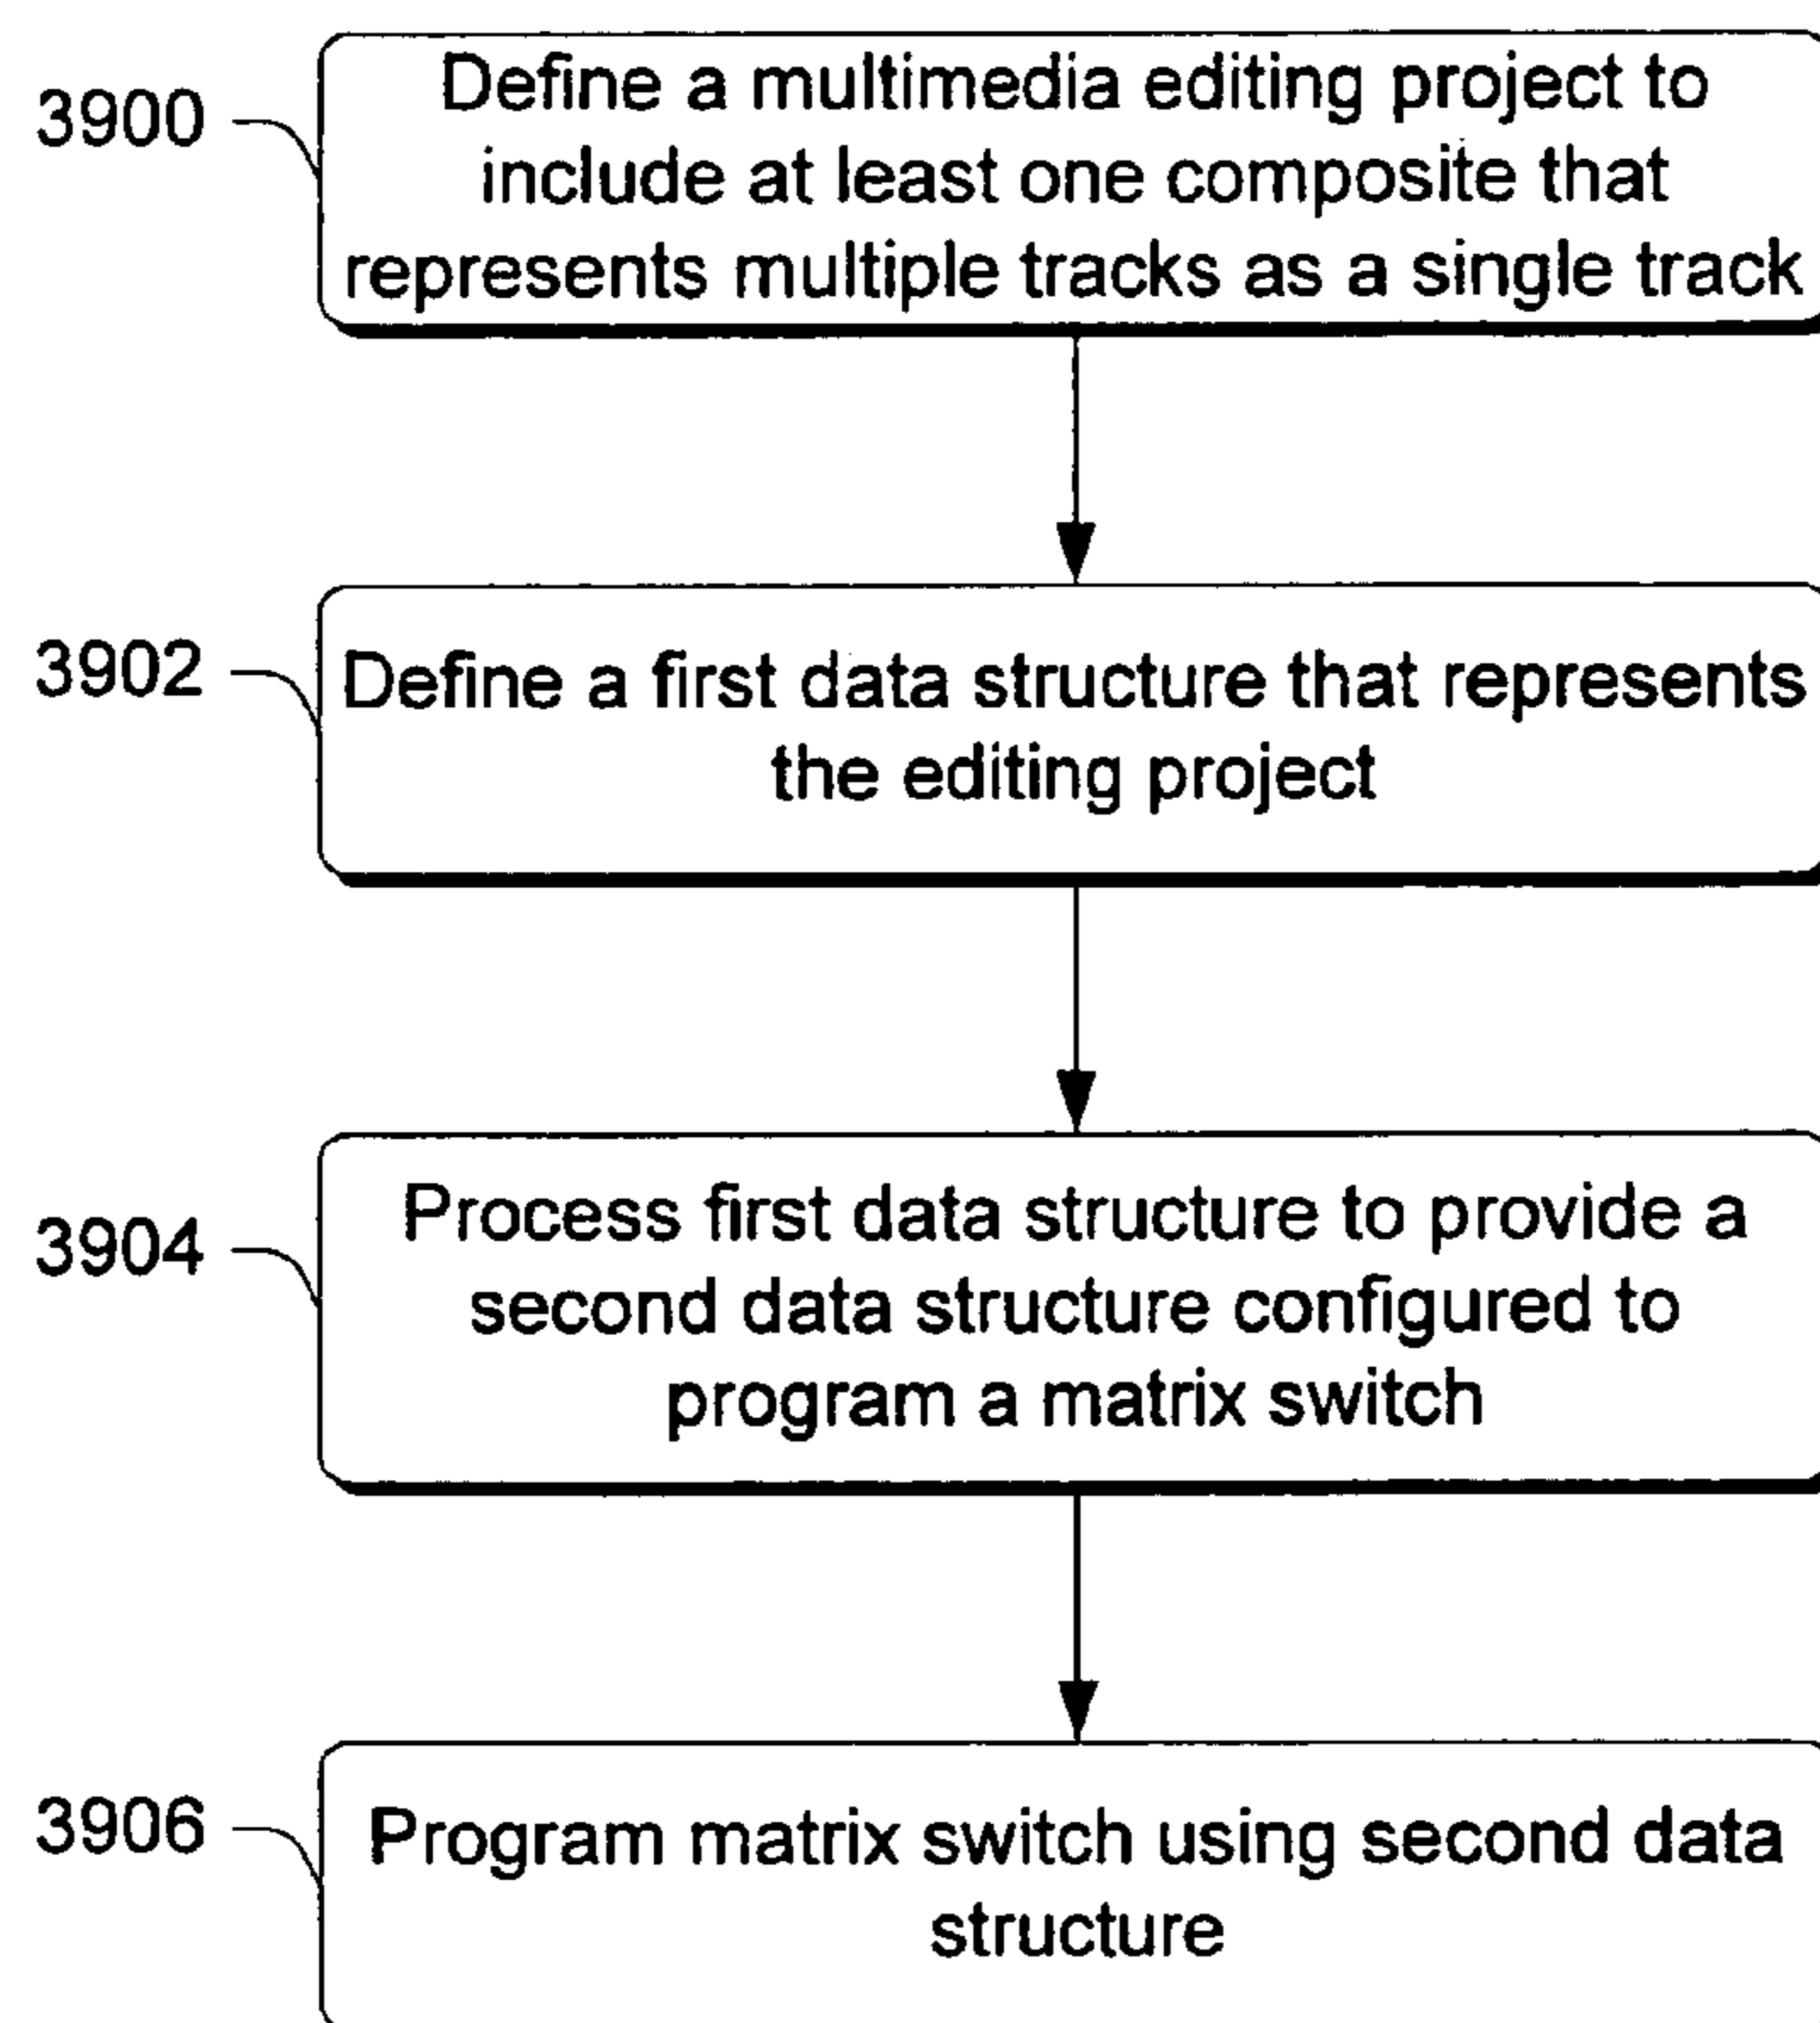 3900
Define a multimedia editing project to
include at least one composite that
represents multiple tracks as a single track
3902
Define a first data structure that represents
the editing project
3904
Process first data structure to provide a
second data structure configured to
program a matrix switch
3906
Program matrix switch using second data
structure